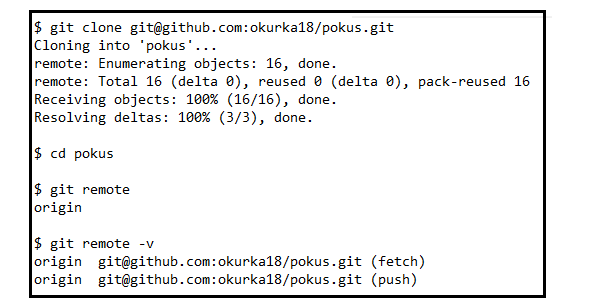 $ git clone git@github.com:okurka18/pokus.git
Cloning into 'pokus'...
remote: Enumerating objects: 16, done.
remote: Total 16 (delta 0), reused 0 (delta 0), pack-reused 16
Receiving objects: 100% (16/16), done.
Resolving deltas: 100% (3/3), done.
$ cd pokus
$ git remote
origin
$ git remote -v
origin  git@github.com:okurka18/pokus.git (fetch)
origin  git@github.com:okurka18/pokus.git (push)